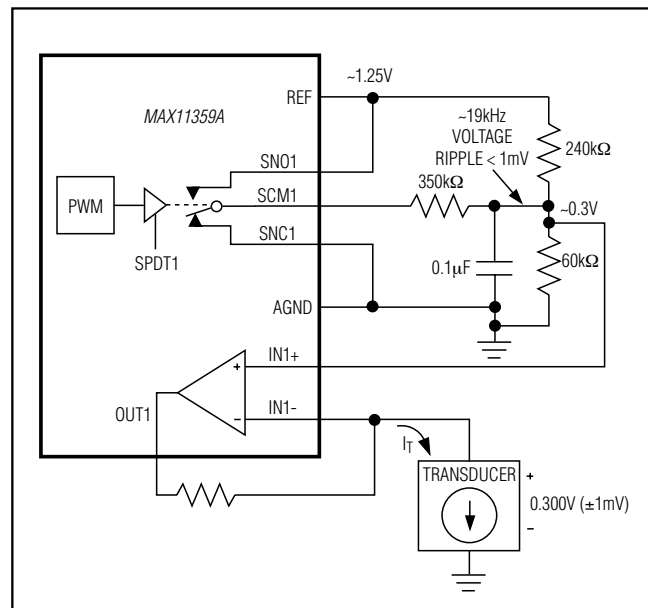 ~1.25V
REF
MAX11359A
~19kHz
VOLTAGE
RIPPLE < 1mV
240kΩ
SNO1
350kΩ
PWM
SCM1
~0.3V
SNC1
SPDT1
0.1µF
60kΩ
AGND
IN1+
+
OUT1
IN1-
−
IT
TRANSDUCER
+
0.300V (±1mV)
−